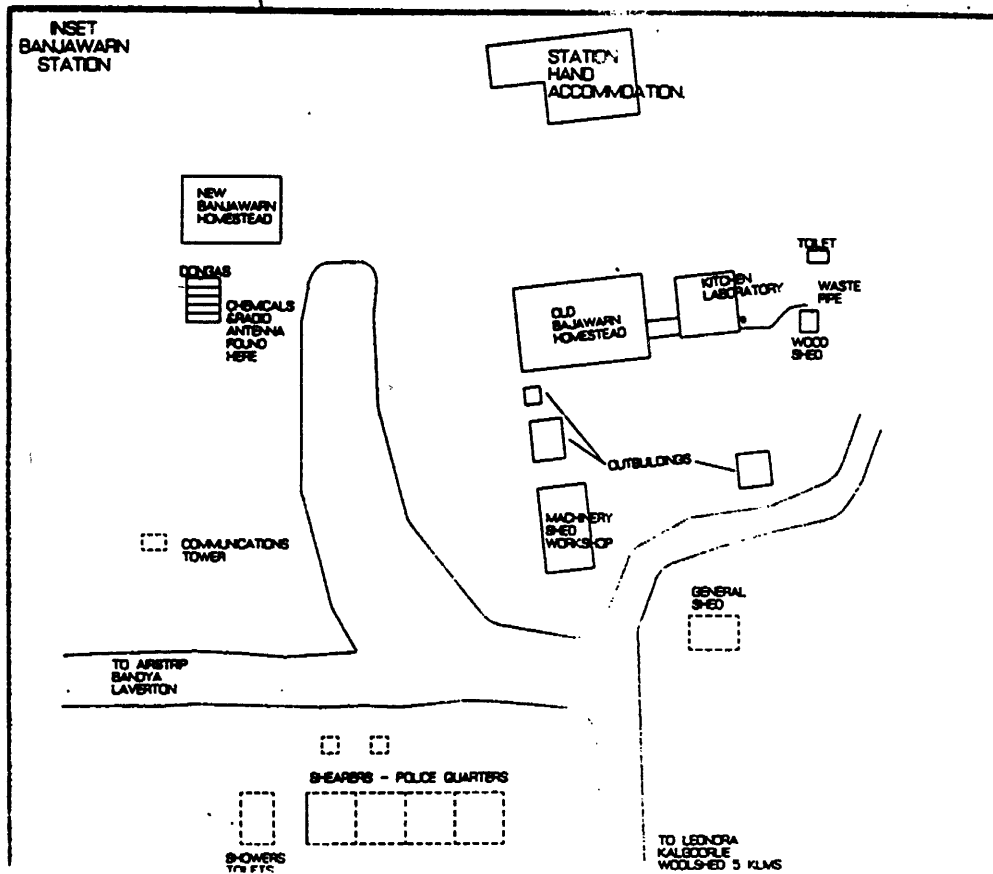 INSET
BANJAWARN
STATION
STATION
HAND
ACCOMMDATION.
NEW
BANJAWARN
HOMESTEAD
DONGAS
CHEMICALS
&RADIO
ANTENNA
FOUND
HERE
OLD
BAJAWARN
HOMESTEAD
KITCHEN
LABORATORY
TOILET
WASTE
PIPE
WOOD
SHED
OUTBUILDINGS
MACHINERY
SHED
WORKSHOP
COMMUNICATIONS
TOWER
GENERAL
SHED
TO AIRSTRIP
BANDYA
LAVERTON
SHEARERS - POLICE QUARTERS
SHOWERS
TOILETS
TO LEONORA
KALGOORLIE
WOOLSHED 5 KLMS